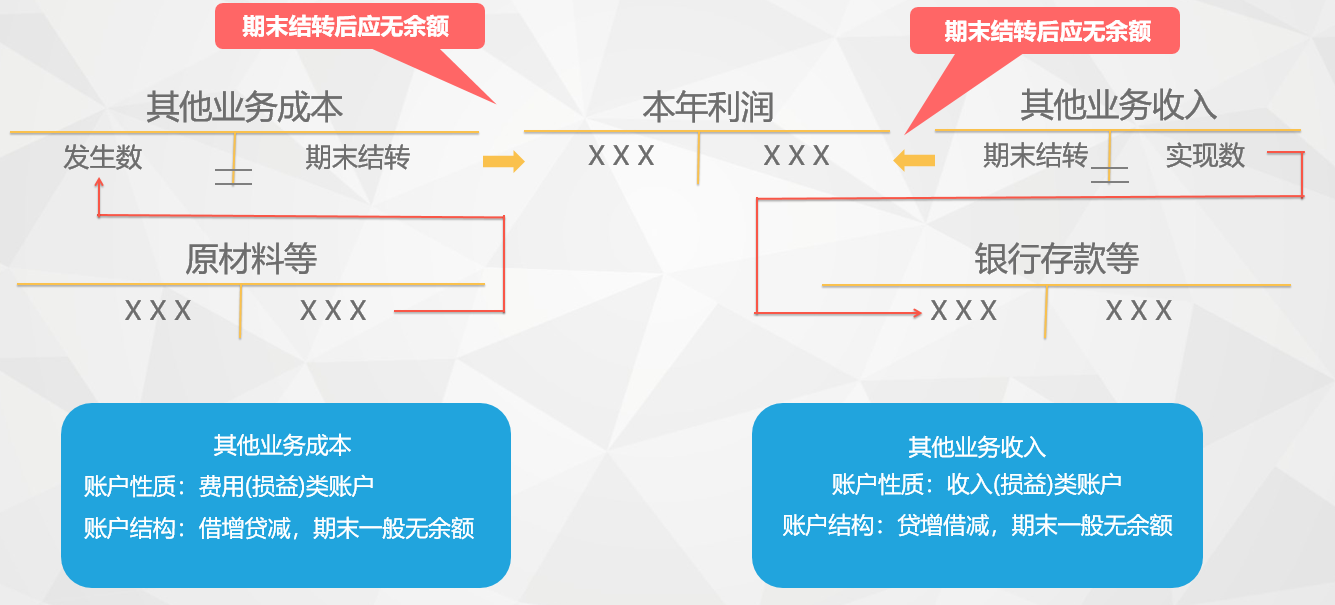 期末结转后应无余额
期末结转后应无余额
其他业务成本
本年利润
其他业务收入
发生数
期末结转
X X X
X X X
期末结转
实现数
原材料等
银行存款等
X X X
X X X
X X X
X X X
其他业务成本
账户性质：费用(损益)类账户
账户结构：借增贷减，期末一般无余额
其他业务收入
账户性质：收入(损益)类账户
账户结构：贷增借减，期末一般无余额